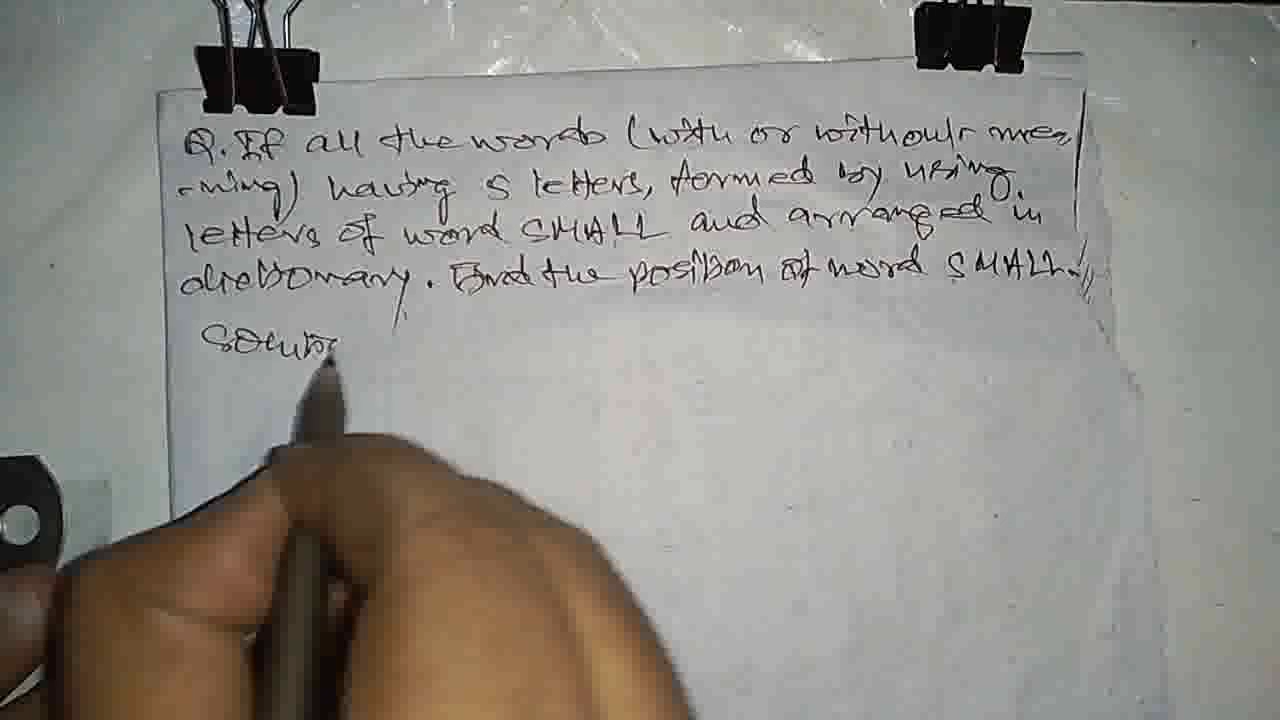 Q. If all the words (with or without mea,
-ning) having 5 letters, formed by using
letters of word SMALL and arranged in
dictionary. Find the position of word SMALL.
Solutio